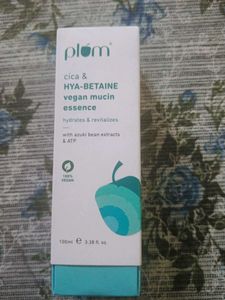 plum
cica &
HYA-BETAINE
vegan mucin
essence
hydrates & revitalizes
with azuki bean extracts
& ATP
100%
VEGAN
100ml ℮ 3.38 fl. oz.